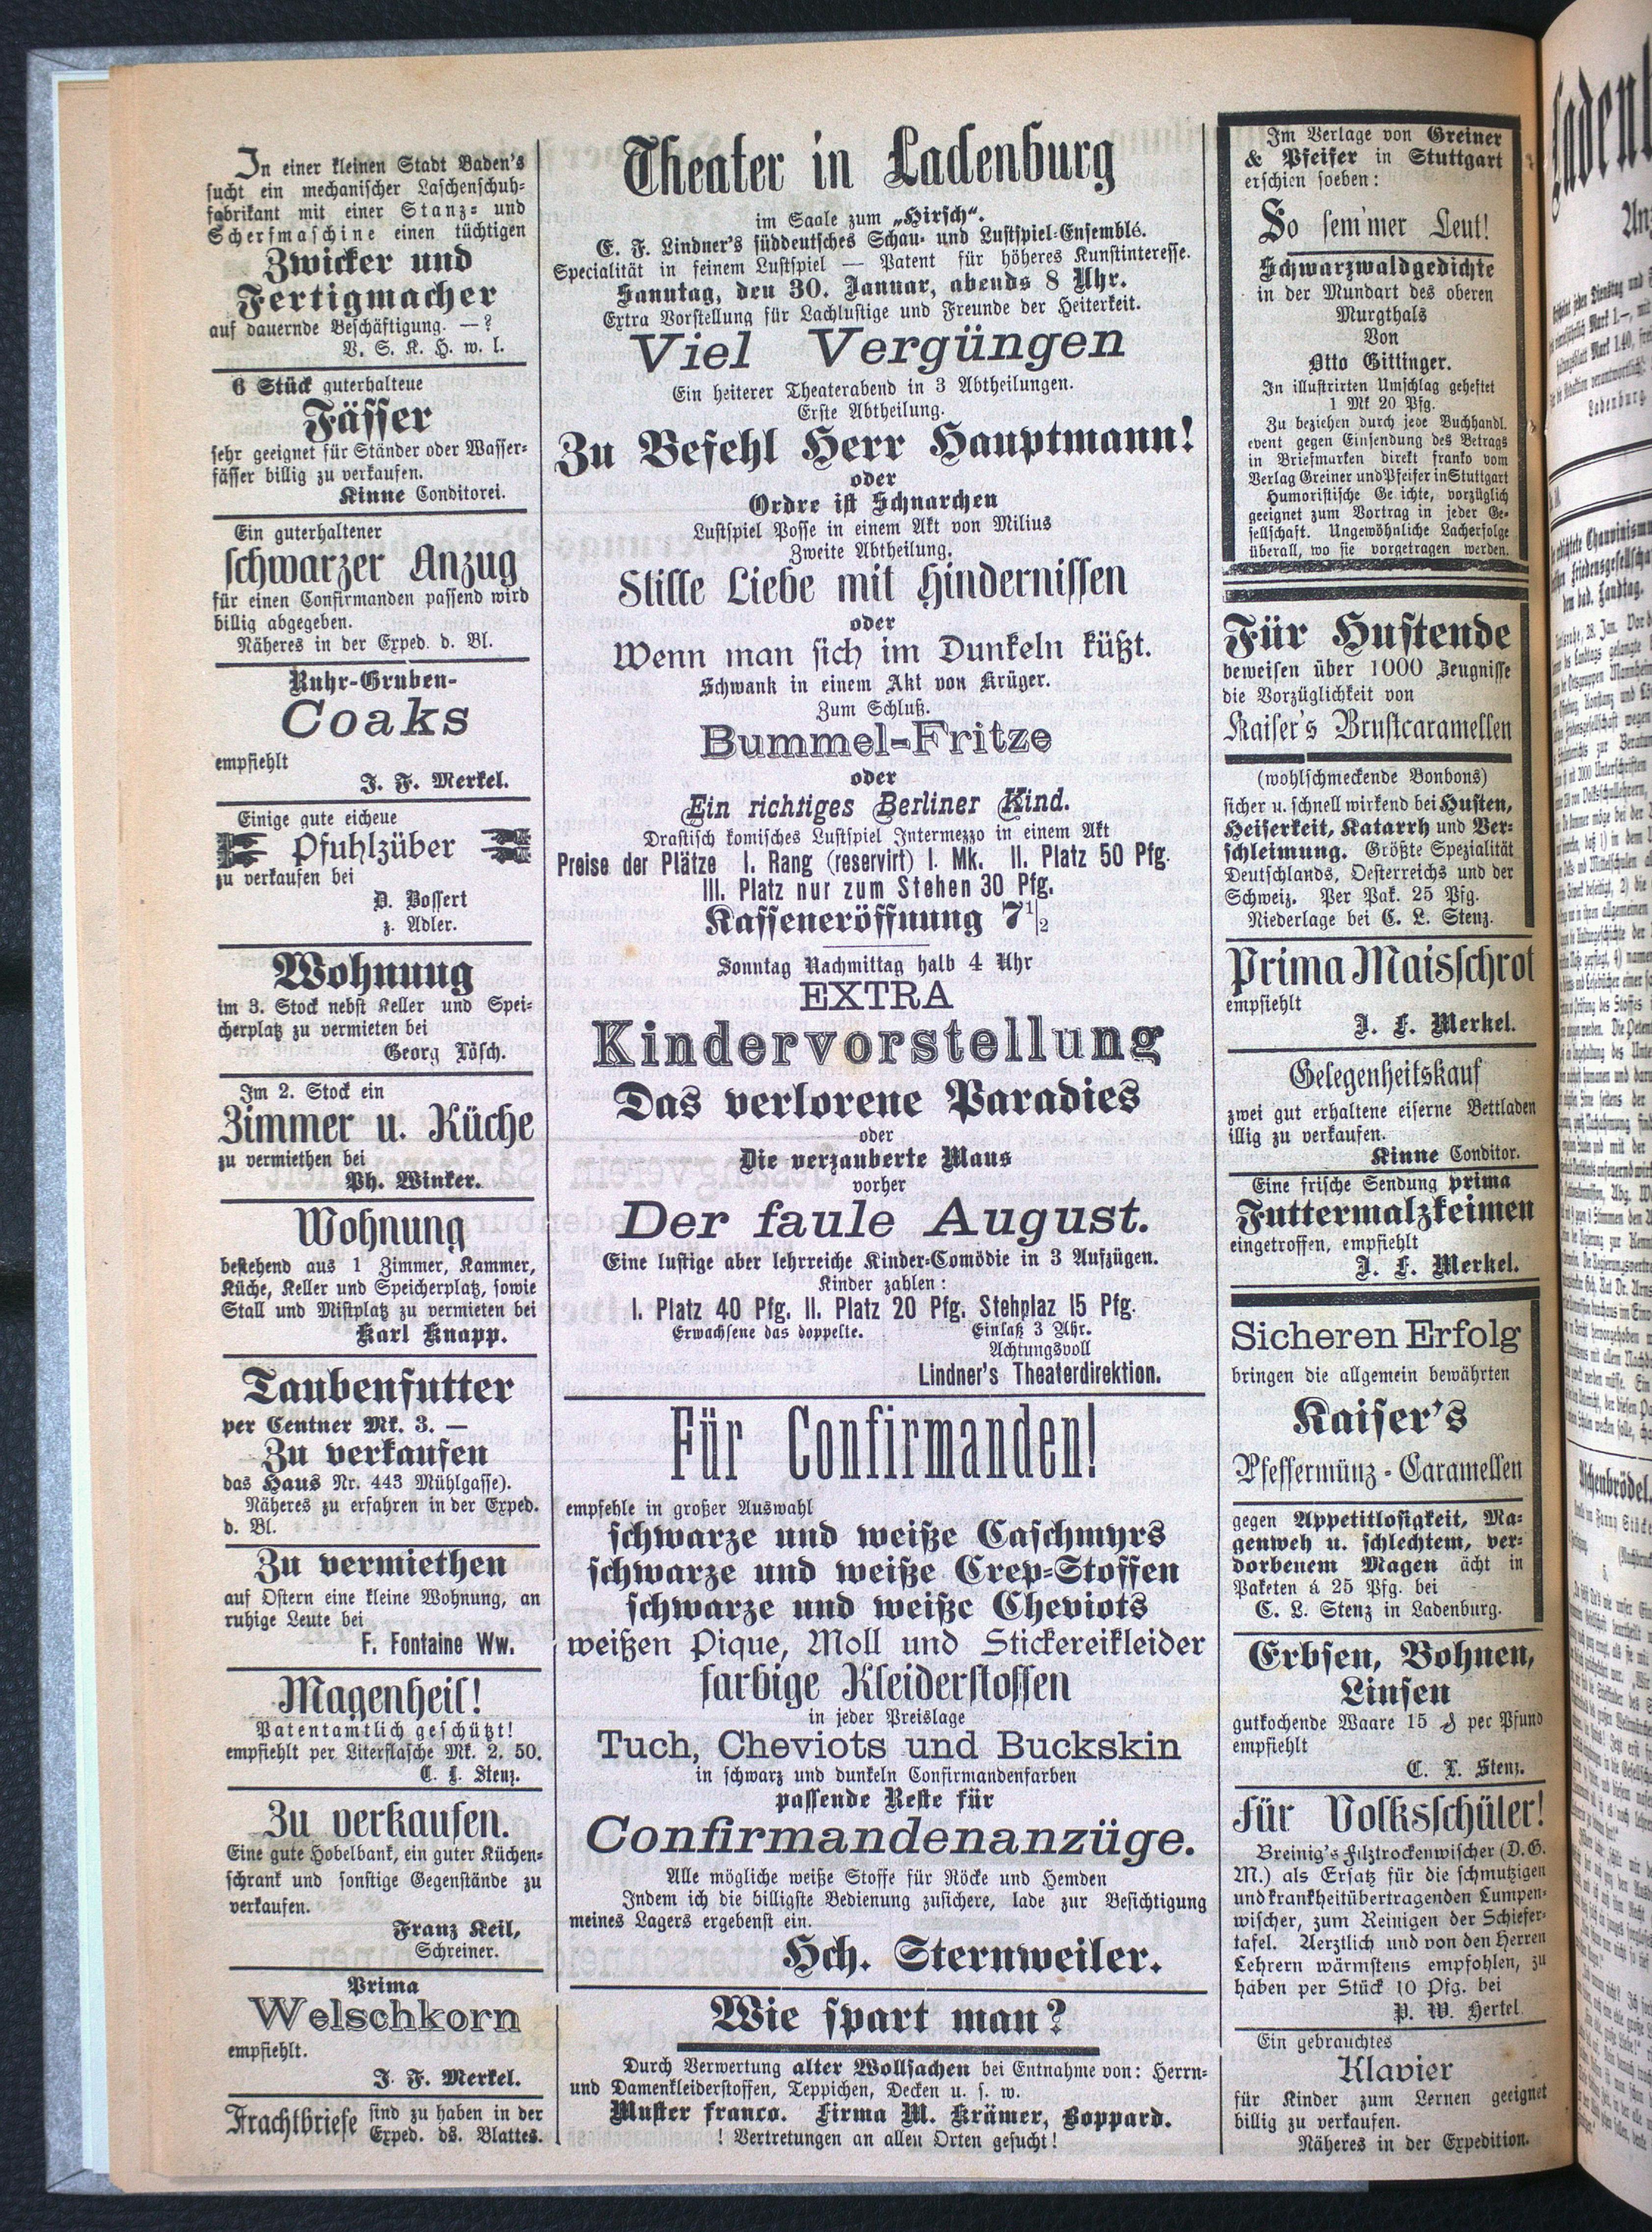 In einer kleinen Stadt Baden's
sucht ein mechanischer Laschenschuh-
fabrikant mit einer Stanz- und
Scherfmaschine einen tüchtigen
Zwicker und
Fertigmacher
auf dauernde Beschäftigung. —?
V. S. K. H. w. l.
6 Stück guterhaltene
Fässer
sehr geeignet für Ständer oder Wasser-
fässer billig zu verkaufen.
Kinne Conditorei.
Ein guterhaltener
schwarzer Anzug
für einen Confirmanden passend wird
billig abgegeben.
Näheres in der Exped. d. Bl.
Ruhr-Gruben-
Coaks
empfiehlt
J. F. Merkel.
Einige gute eichene
Pfuhlzüber
zu verkaufen bei
D. Bossert
z. Adler.
Wohnung
im 3. Stock nebst Keller und Spei-
cherplatz zu vermieten bei
Georg Lösch.
Im 2. Stock ein
Zimmer u. Küche
zu vermiethen bei
Ph. Winker.
Wohnung
bestehend aus 1 Zimmer, Kammer,
Küche, Keller und Speicherplatz, sowie
Stall und Mistplatz zu vermieten bei
Karl Knapp.
Taubenfutter
per Centner Mk. 3. —
Zu verkaufen
das Haus Nr. 443 Mühlgasse).
Näheres zu erfahren in der Exped.
d. Bl.
Zu vermiethen
auf Ostern eine kleine Wohnung, an
ruhige Leute bei
F. Fontaine Ww.
Magenheil!
Patentamtlich geschützt!
empfiehlt per Literflasche Mk. 2. 50.
C. L. Stenz.
Zu verkaufen.
Eine gute Hobelbank, ein guter Küchen-
schrank und sonstige Gegenstände zu
verkaufen.
Franz Keil,
Schreiner.
Prima
Welschkorn
empfiehlt.
J. F. Merkel.
Frachtbriefe sind zu haben in der
Exped. ds. Blattes.
Theater in Ladenburg
im Saale zum „Hirsch“.
E. F. Lindner's süddeutsches Schau- und Lustspiel-Ensemblé.
Specialität in feinem Lustspiel — Patent für höheres Kunstinteresse.
Sanntag, den 30. Januar, abends 8 Uhr.
Extra Vorstellung für Lachlustige und Freunde der Heiterkeit.
Viel Vergüngen
Ein heiterer Theaterabend in 3 Abtheilungen.
Erste Abtheilung.
Zu Befehl Herr Hauptmann!
oder
Ordre ist Schnarchen
Lustspiel Posse in einem Akt von Milius
Zweite Abtheilung.
Stille Liebe mit Hindernissen
oder
Wenn man sich im Dunkeln küßt.
Schwank in einem Akt von Krüger.
Zum Schluß.
Bummel-Fritze
oder
Ein richtiges Berliner Kind.
Drastisch komisches Lustspiel Intermezzo in einem Akt
Preise der Plätze I. Rang (reservirt) I. Mk. II. Platz 50 Pfg.
III. Platz nur zum Stehen 30 Pfg.
Kasseneröffnung 7 1/2
Sonntag Nachmittag halb 4 Uhr
EXTRA
Kindervorstellung
Das verlorene Paradies
oder
Die verzauberte Maus
vorher
Der faule August.
Eine lustige aber lehrreiche Kinder-Comödie in 3 Aufzügen.
Kinder zahlen:
I. Platz 40 Pfg. II. Platz 20 Pfg. Stehplaz 15 Pfg.
Erwachsene das doppelte. Einlaß 3 Uhr.
Achtungsvoll
Lindner's Theaterdirektion.
Für Confirmanden!
empfehle in großer Auswahl
schwarze und weiße Caschmyrs
schwarze und weiße Crep-Stoffen
schwarze und weiße Cheviots
weißen Pique, Moll und Stickereikleider
farbige Kleiderstoffen
in jeder Preislage
Tuch, Cheviots und Buckskin
in schwarz und dunkeln Confirmandenfarben
passende Reste für
Confirmandenanzüge.
Alle mögliche weiße Stoffe für Röcke und Hemden
Indem ich die billigste Bedienung zusichere, lade zur Besichtigung
meines Lagers ergebenst ein.
Hch. Sternweiler.
Wie spart man?
Durch Verwertung alter Wollsachen bei Entnahme von: Herrn-
und Damenkleiderstoffen, Teppichen, Decken u. s. w.
Muster franco. Firma M. Krämer, Boppard.
! Vertretungen an allen Orten gesucht!
Im Verlage von Greiner
& Pfeifer in Stuttgart
erschien soeben:
So sem'mer Leut!
Schwarzwaldgedichte
in der Mundart des oberen
Murgthals
Von
Otto Gittinger.
In illustrirten Umschlag geheftet
1 Mk 20 Pfg.
Zu beziehen durch jede Buchhandl.
event gegen Einsendung des Betrags
in Briefmarken direkt franko vom
Verlag Greiner und Pfeifer in Stuttgart
Humoristische Ge ichte, vorzüglich
geeignet zum Vortrag in jeder Ge-
sellschaft. Ungewöhnliche Lacherfolge
überall, wo sie vorgetragen werden.
Für Hustende
beweisen über 1000 Zeugnisse
die Vorzüglichkeit von
Kaiser's Brustcaramellen
(wohlschmeckende Bonbons)
sicher u. schnell wirkend bei Husten,
Heiserkeit, Katarrh und Ver-
schleimung. Größte Spezialität
Deutschlands, Oesterreichs und der
Schweiz. Per Pak. 25 Pfg.
Niederlage bei C. L. Stenz.
Prima Maisschrot
empfiehlt
J. F. Merkel.
Gelegenheitskauf
zwei gut erhaltene eiserne Bettladen
illig zu verkaufen.
Kinne Conditor.
Eine frische Sendung prima
Futtermalzkeimen
eingetroffen, empfiehlt
J. F. Merkel.
Sicheren Erfolg
bringen die allgemein bewährten
Kaiser's
Pfeffermünz-Caramellen
gegen Appetitlosigkeit, Ma-
genweh u. schlechtem, ver-
dorbenem Magen ächt in
Paketen á 25 Pfg. bei
C. L. Stenz in Ladenburg.
Erbsen, Bohnen,
Linsen
gutkochende Waare 15 ₰ per Pfund
empfiehlt
C. L. Stenz.
Für Volksschüler!
Breinig's Filztrockenwischer (D. G.
M.) als Ersatz für die schmutzigen
und krankheitübertragenden Lumpen-
wischer, zum Reinigen der Schiefer-
tafel. Aerztlich und von den Herren
Lehrern wärmstens empfohlen, zu
haben per Stück 10 Pfg. bei
P. W. Hertel
Ein gebrauchtes
Klavier
für Kinder zum Lernen geeignet
billig zu verkaufen.
Näheres in der Expedition.